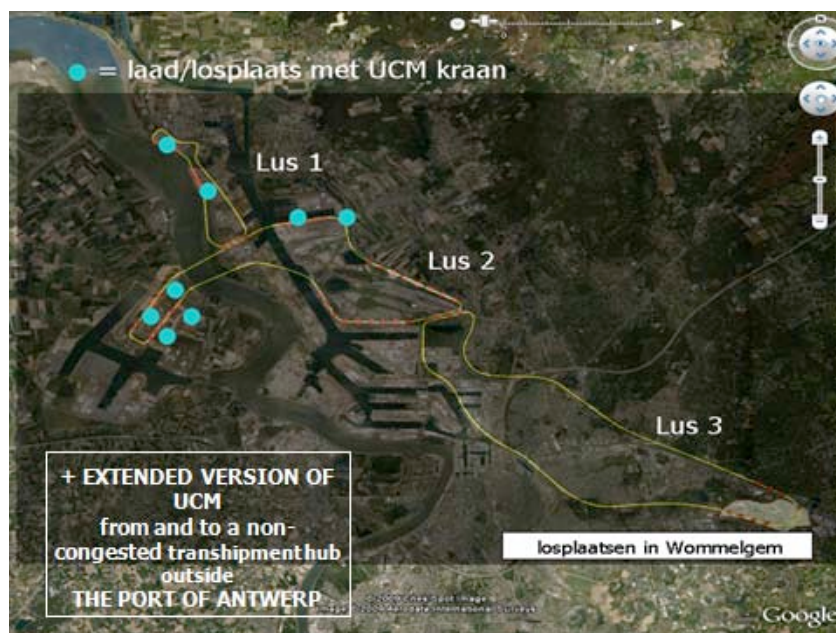 = laad/losplaats met UCM kraan
Lus 1
Lus 2
Lus 3
+ EXTENDED VERSION OF
UCM
from and to a non-
congested transhipment hub
outside
THE PORT OF ANTWERP
losplaatsen in Wommelgem
Google